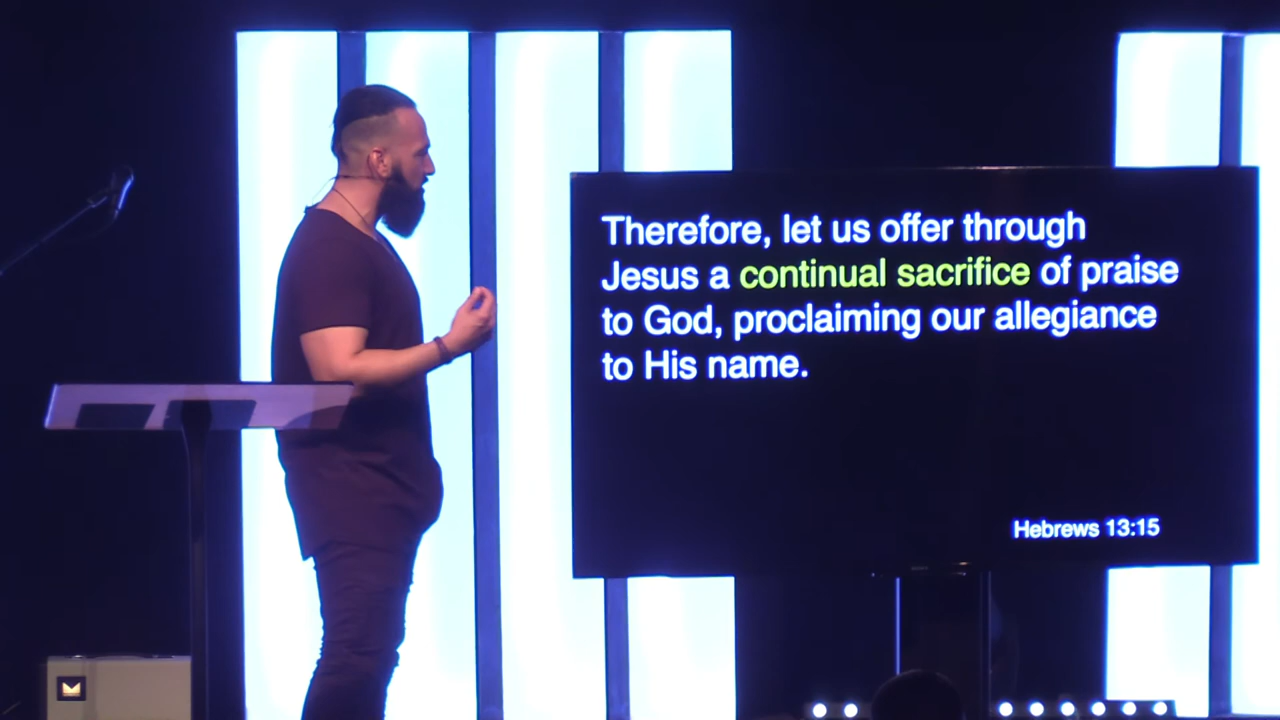 Therefore, let us offer through
Jesus a continual sacrifice of praise
to God, proclaiming our allegiance
to His name.
Hebrews 13:15